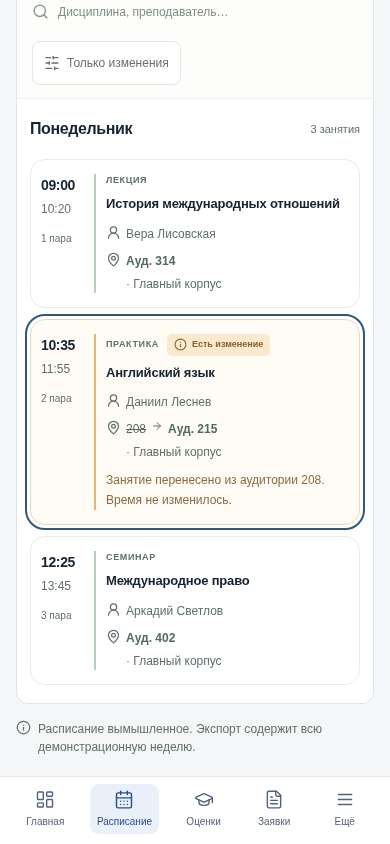 Дисциплина, преподаватель...
Только изменения
Понедельник
3 занятия
09:00
10:20
1 пара
ЛЕКЦИЯ
История международных отношений
Вера Лисовская
Ауд. 314
· Главный корпус
10:35
11:55
2 пара
ПРАКТИКА
Есть изменение
Английский язык
Даниил Леснев
208 → Ауд. 215
· Главный корпус
Занятие перенесено из аудитории 208.
Время не изменилось.
12:25
13:45
3 пара
СЕМИНАР
Международное право
Аркадий Светлов
Ауд. 402
· Главный корпус
Расписание вымышленное. Экспорт содержит всю
демонстрационную неделю.
Главная
Расписание
Оценки
Заявки
Ещё